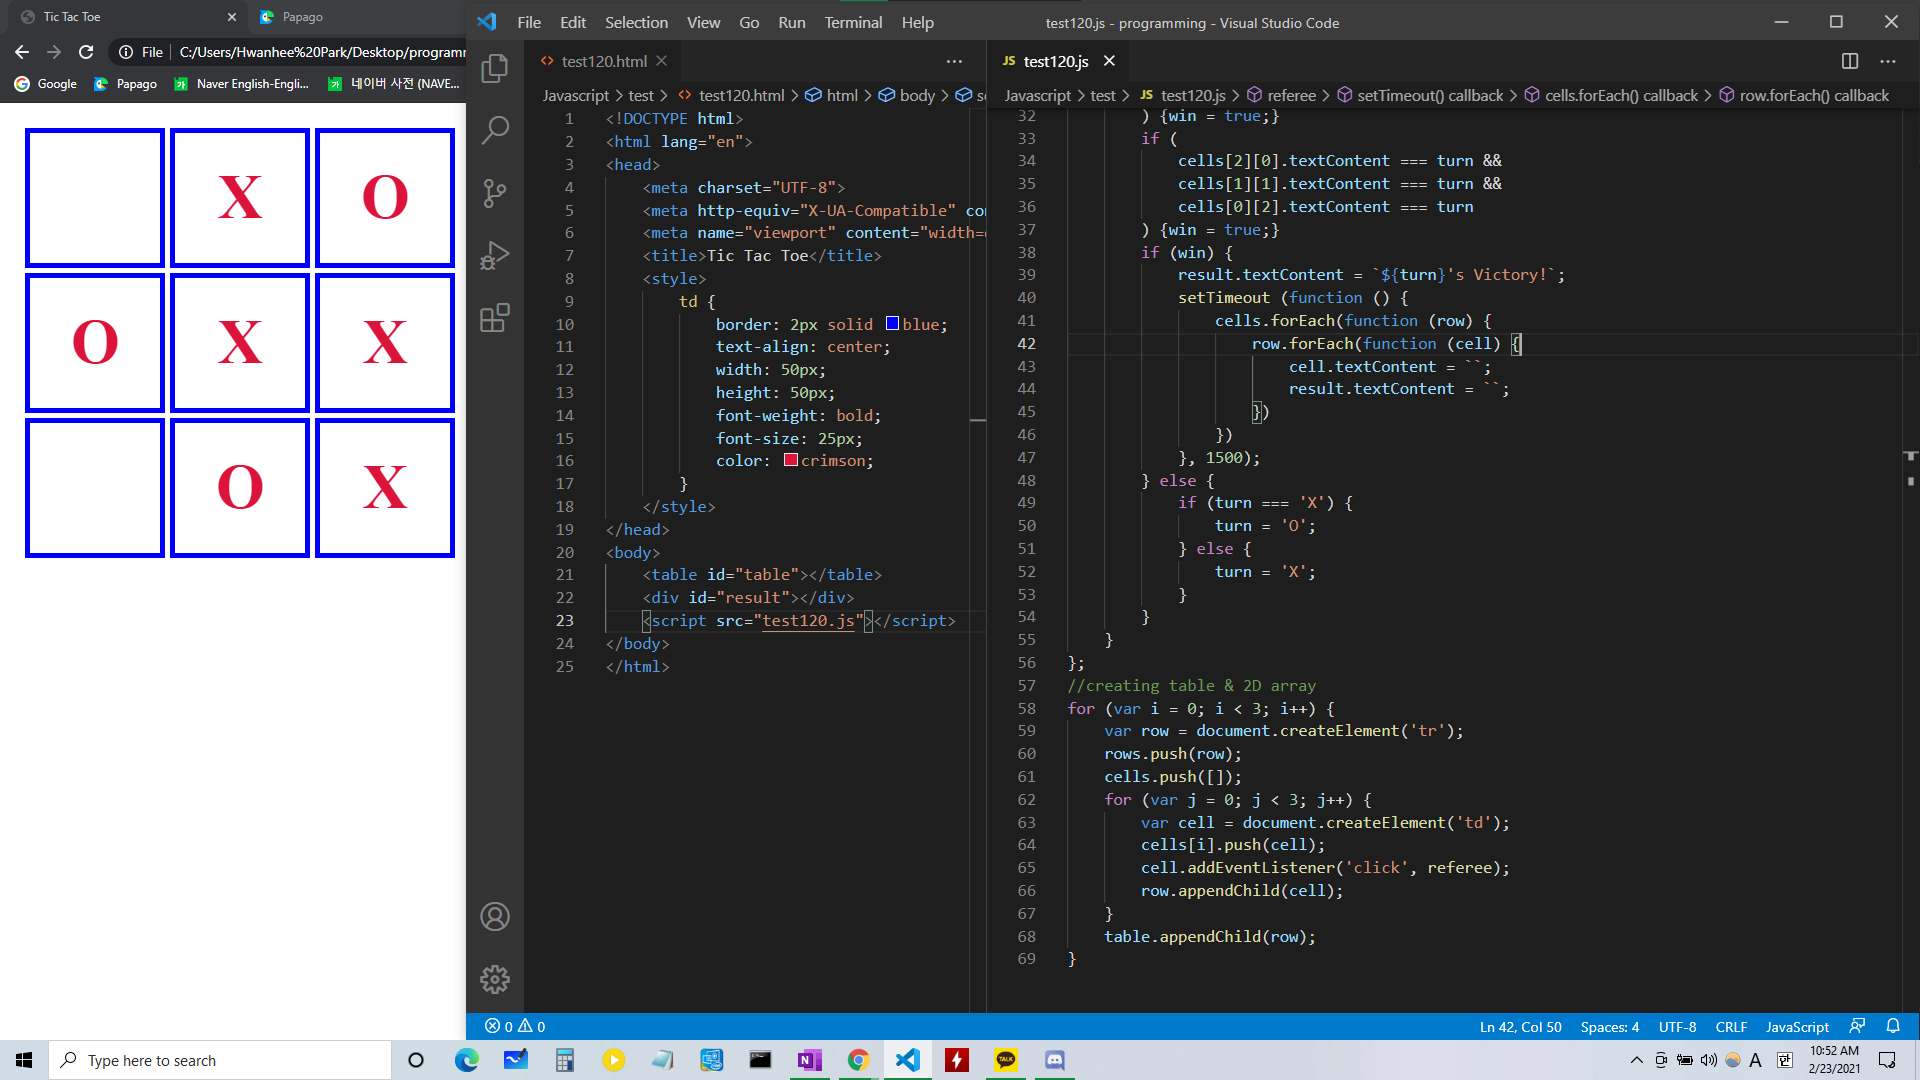 Tic Tac Toe
Papago
File
C:/Users/Hwanhee%20Park/Desktop/programm
Google
Papago
Naver English-Engli...
네이버 사전 (NAVE...
X O
O X X
O X
File Edit Selection View Go Run Terminal Help
test120.js - programming - Visual Studio Code
test120.html
Javascript > test > test120.html > html > body >
1 <!DOCTYPE html>
2 <html lang="en">
3 <head>
4 <meta charset="UTF-8">
5 <meta http-equiv="X-UA-Compatible" co
6 <meta name="viewport" content="width=
7 <title>Tic Tac Toe</title>
8 <style>
9 td {
10 border: 2px solid blue;
11 text-align: center;
12 width: 50px;
13 height: 50px;
14 font-weight: bold;
15 font-size: 25px;
16 color: crimson;
17 }
18 </style>
19 </head>
20 <body>
21 <table id="table"></table>
22 <div id="result"></div>
23 <script src="test120.js"></script>
24 </body>
25 </html>
JS test120.js
Javascript > test > JS test120.js > referee > setTimeout() callback > cells.forEach() callback > row.forEach() callback
32 ) {win = true;}
33 if (
34 cells[2][0].textContent === turn &&
35 cells[1][1].textContent === turn &&
36 cells[0][2].textContent === turn
37 ) {win = true;}
38 if (win) {
39 result.textContent = `${turn}'s Victory!`;
40 setTimeout (function () {
41 cells.forEach(function (row) {
42 row.forEach(function (cell) {
43 cell.textContent = ``;
44 result.textContent = ``;
45 })
46 })
47 }, 1500);
48 } else {
49 if (turn === 'X') {
50 turn = 'O';
51 } else {
52 turn = 'X';
53 }
54 }
55 }
56 };
57 //creating table & 2D array
58 for (var i = 0; i < 3; i++) {
59 var row = document.createElement('tr');
60 rows.push(row);
61 cells.push([]);
62 for (var j = 0; j < 3; j++) {
63 var cell = document.createElement('td');
64 cells[i].push(cell);
65 cell.addEventListener('click', referee);
66 row.appendChild(cell);
67 }
68 table.appendChild(row);
69 }
0 0
Ln 42, Col 50 Spaces: 4 UTF-8 CRLF JavaScript
Type here to search
TALK
A 한
10:52 AM
2/23/2021